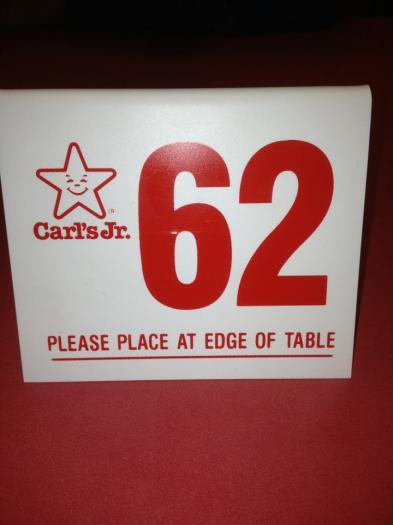 62
Carl's Jr.
PLEASE PLACE AT EDGE OF TABLE